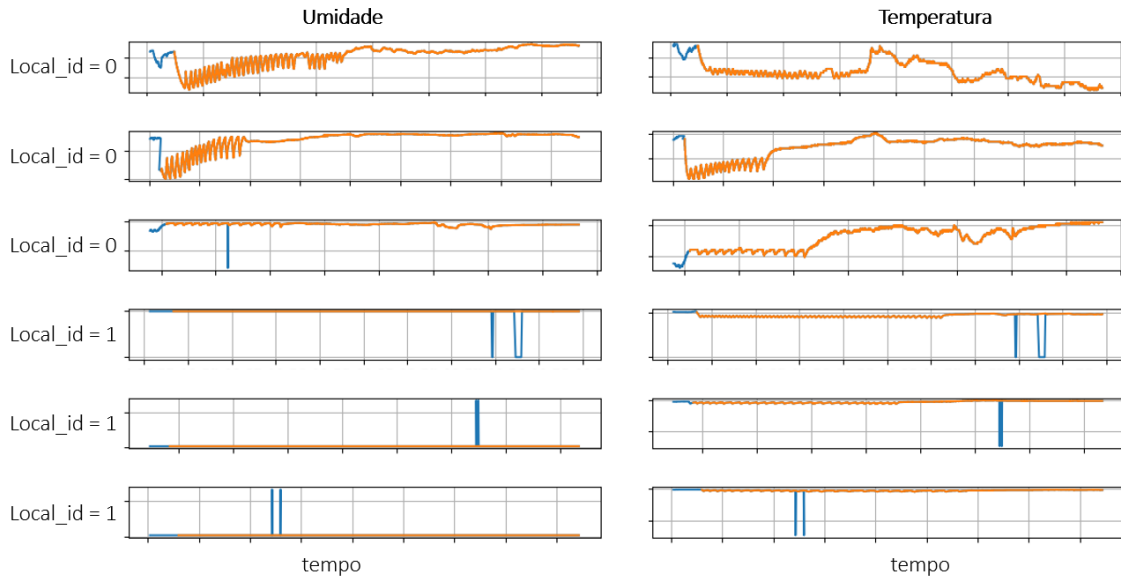 Umidade
Temperatura
Local_id = 0
Local_id = 0
Local_id = 0
Local_id = 1
Local_id = 1
Local_id = 1
tempo
tempo